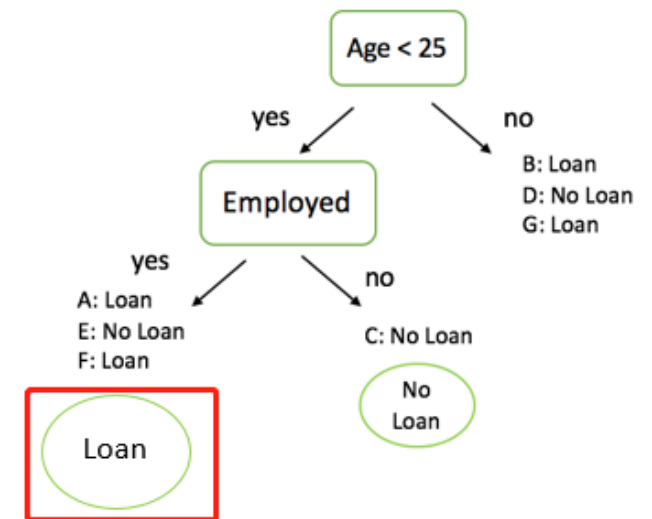 Age < 25
yes
no
B: Loan
D: No Loan
G: Loan
Employed
yes
no
A: Loan
E: No Loan
F: Loan
C: No Loan
No
Loan
Loan